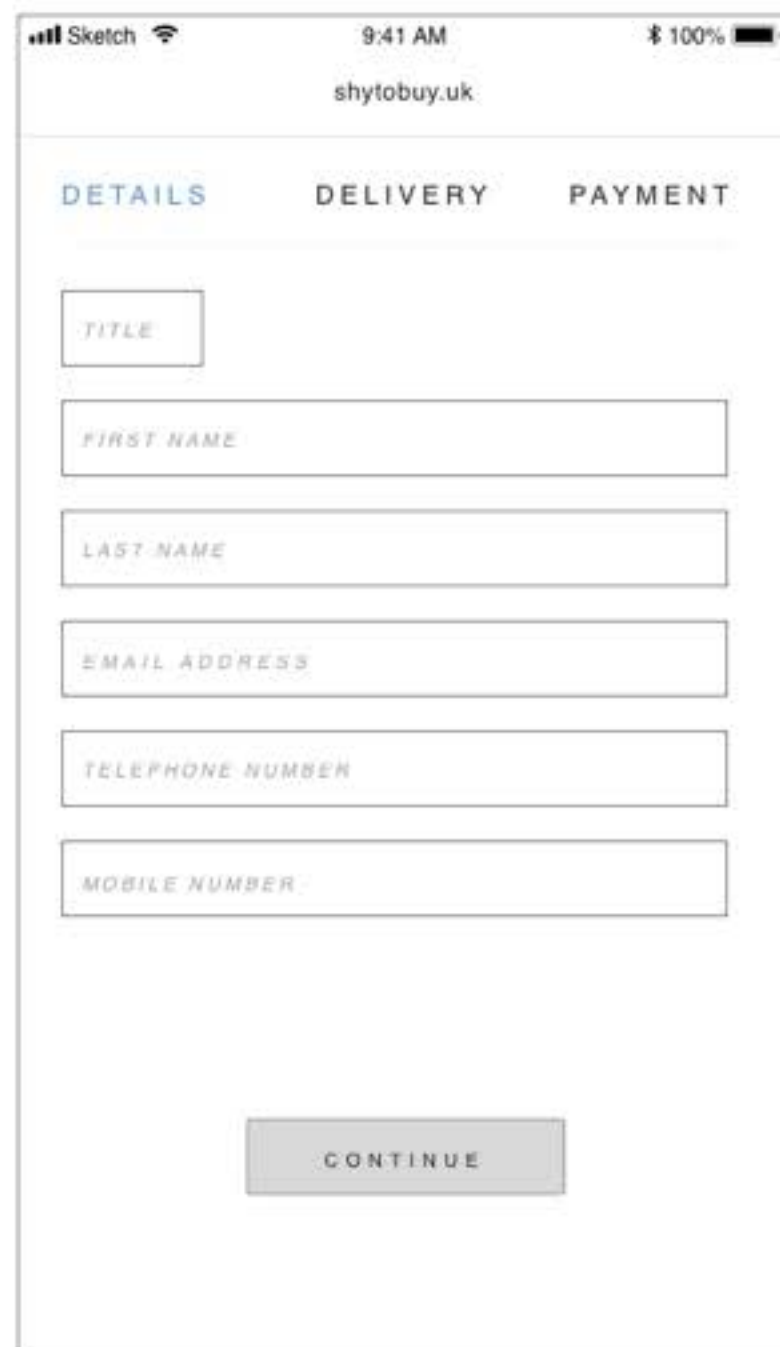 Sketch 9:41 AM 100%
shytobuy.uk
DETAILS DELIVERY PAYMENT
TITLE
FIRST NAME
LAST NAME
EMAIL ADDRESS
TELEPHONE NUMBER
MOBILE NUMBER
CONTINUE